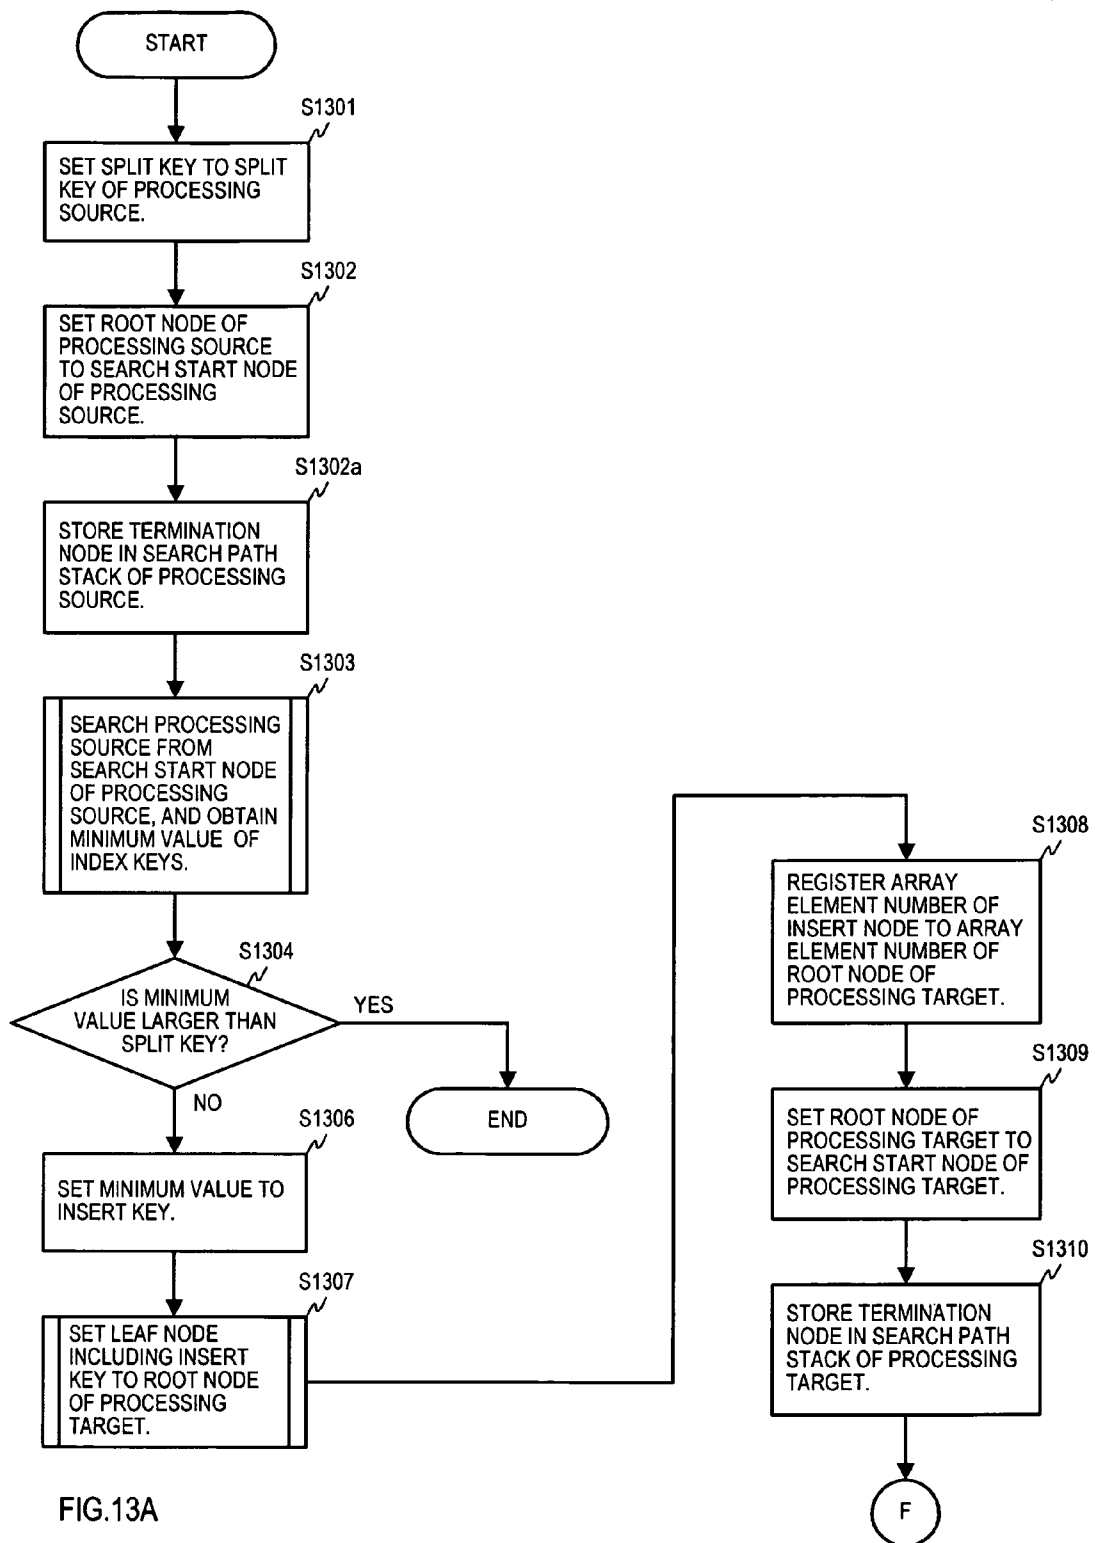 START
S1301
SET SPLIT KEY TO SPLIT
KEY OF PROCESSING
SOURCE.
S1302
SET ROOT NODE OF
PROCESSING SOURCE
TO SEARCH START NODE
OF PROCESSING
SOURCE.
S1302a
STORE TERMINATION
NODE IN SEARCH PATH
STACK OF PROCESSING
SOURCE.
S1303
SEARCH PROCESSING
SOURCE FROM
SEARCH START NODE
OF PROCESSING
SOURCE, AND OBTAIN
MINIMUM VALUE OF
INDEX KEYS.
S1304
IS MINIMUM
VALUE LARGER THAN
SPLIT KEY?
YES
END
NO
S1306
SET MINIMUM VALUE TO
INSERT KEY.
S1307
SET LEAF NODE
INCLUDING INSERT
KEY TO ROOT NODE
OF PROCESSING
TARGET.
S1308
REGISTER ARRAY
ELEMENT NUMBER OF
INSERT NODE TO ARRAY
ELEMENT NUMBER OF
ROOT NODE OF
PROCESSING TARGET.
S1309
SET ROOT NODE OF
PROCESSING TARGET TO
SEARCH START NODE OF
PROCESSING TARGET.
S1310
STORE TERMINATION
NODE IN SEARCH PATH
STACK OF PROCESSING
TARGET.
F
FIG.13A